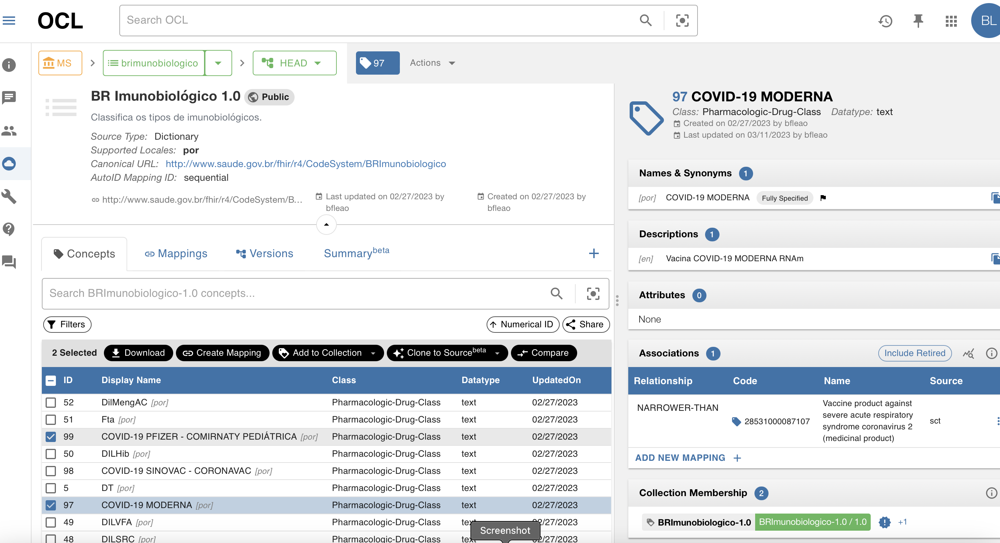 OCL
Search OCL
BL
MS
brimunobiologico
HEAD
97
Actions
BR Imunobiológico 1.0 Public
Classifica os tipos de imunobiológicos.
Source Type: Dictionary
Supported Locales: por
Canonical URL: http://www.saude.gov.br/fhir/r4/CodeSystem/BRImunobiologico
AutoID Mapping ID: sequential
http://www.saude.gov.br/fhir/r4/CodeSystem/B...
Last updated on 02/27/2023 by
bfleao
Created on 02/27/2023 by
bfleao
Concepts
Mappings
Versions
Summary beta
Search BRImunobiologico-1.0 concepts...
Filters
Numerical ID
Share
2 Selected
Download
Create Mapping
Add to Collection
Clone to Source beta
Compare
ID Display Name Class Datatype UpdatedOn
52 DilMengAC [por] Pharmacologic-Drug-Class text 02/27/2023
51 Fta [por] Pharmacologic-Drug-Class text 02/27/2023
99 COVID-19 PFIZER - COMIRNATY PEDIÁTRICA [por] Pharmacologic-Drug-Class text 02/27/2023
50 DILHib [por] Pharmacologic-Drug-Class text 02/27/2023
98 COVID-19 SINOVAC - CORONAVAC [por] Pharmacologic-Drug-Class text 02/27/2023
5 DT [por] Pharmacologic-Drug-Class text 02/27/2023
97 COVID-19 MODERNA [por] Pharmacologic-Drug-Class text 02/27/2023
49 DILVFA [por] Pharmacologic-Drug-Class
48 DILSRC [por] Pharmacologic-Drug-Class
Screenshot
97 COVID-19 MODERNA
Class: Pharmacologic-Drug-Class Datatype: text
Created on 02/27/2023 by bfleao
Last updated on 03/11/2023 by bfleao
Names & Synonyms 1
[por] COVID-19 MODERNA Fully Specified
Descriptions 1
[en] Vacina COVID-19 MODERNA RNAm
Attributes 0
None
Associations 1
Include Retired
Relationship Code Name Source
NARROWER-THAN
28531000087107
Vaccine product against
severe acute respiratory
syndrome coronavirus 2
(medicinal product)
sct
ADD NEW MAPPING +
Collection Membership 2
BRImunobiologico-1.0 BRImunobiologico-1.0 / 1.0 +1